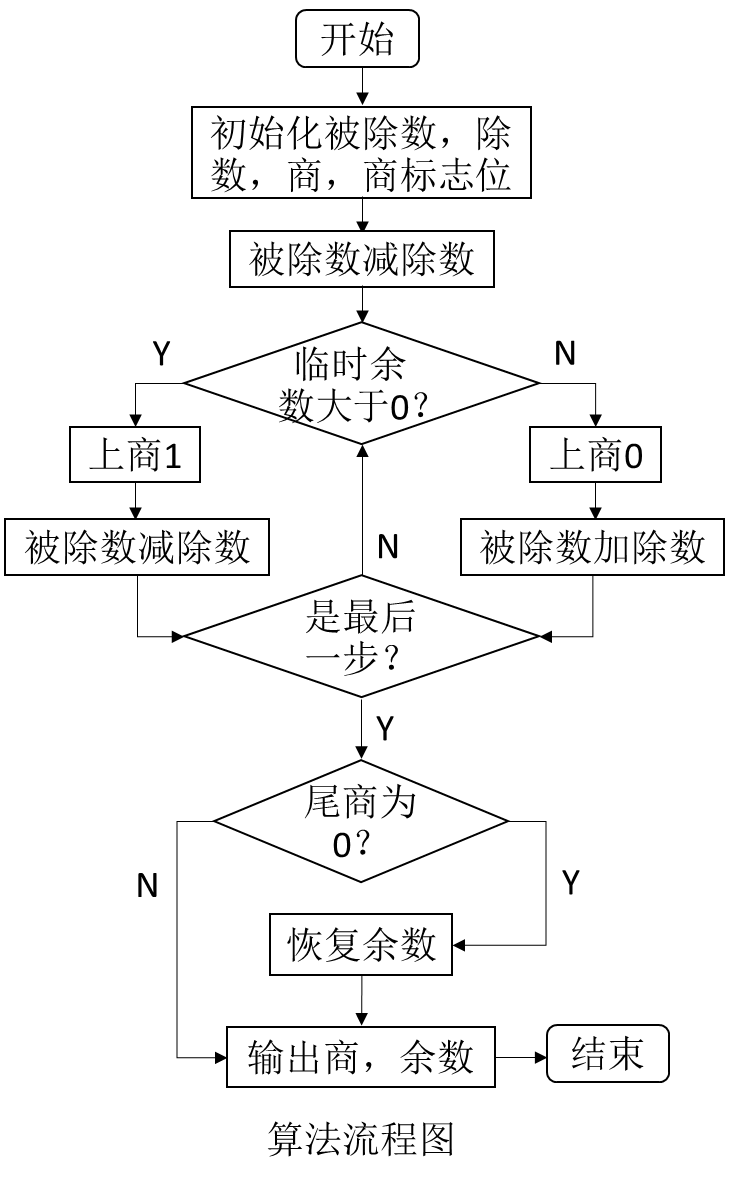 开始
初始化被除数，除
数，商，商标志位
被除数减除数
Y
N
临时余
数大于0？
上商1
上商0
被除数减除数
N
被除数加除数
是最后
一步？
Y
尾商为
0？
N
Y
恢复余数
输出商，余数
结束
算法流程图